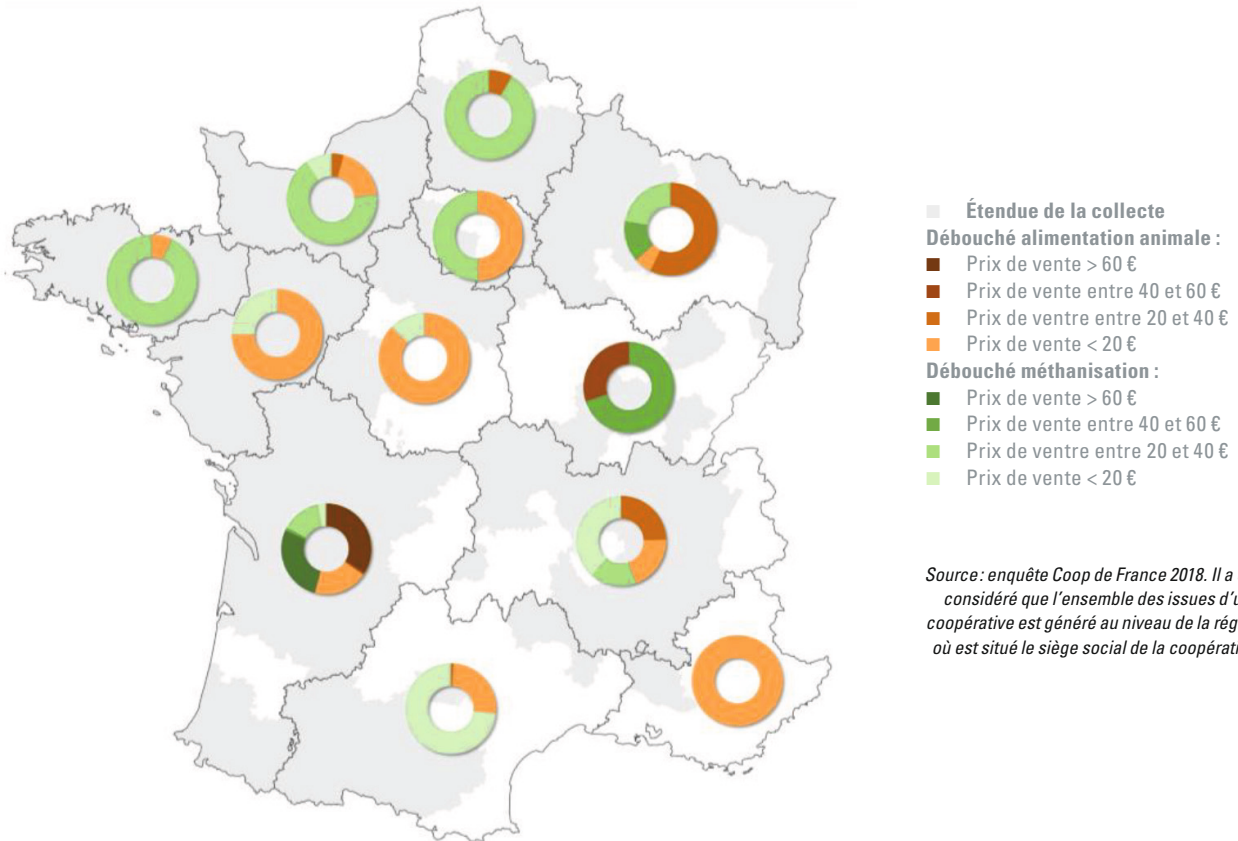 Étendue de la collecte
Débouché alimentation animale :
Prix de vente > 60 €
Prix de vente entre 40 et 60 €
Prix de ventre entre 20 et 40 €
Prix de vente < 20 €
Débouché méthanisation :
Prix de vente > 60 €
Prix de vente entre 40 et 60 €
Prix de ventre entre 20 et 40 €
Prix de vente < 20 €
Source : enquête Coop de France 2018. Il a
considéré que l'ensemble des issues d'u
coopérative est généré au niveau de la rég
où est situé le siège social de la coopérati